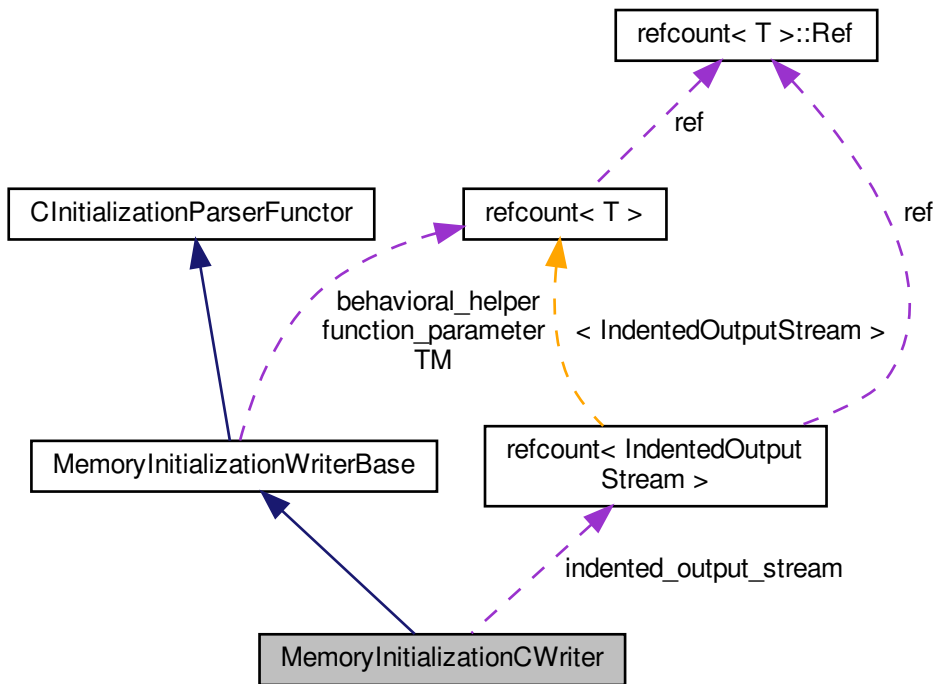 refcount< T >::Ref
ref
CInitializationParserFunctor
refcount< T >
ref
behavioral_helper
function_parameter
TM
< IndentedOutputStream >
MemoryInitializationWriterBase
refcount< IndentedOutput
Stream >
indented_output_stream
MemoryInitializationCWriter